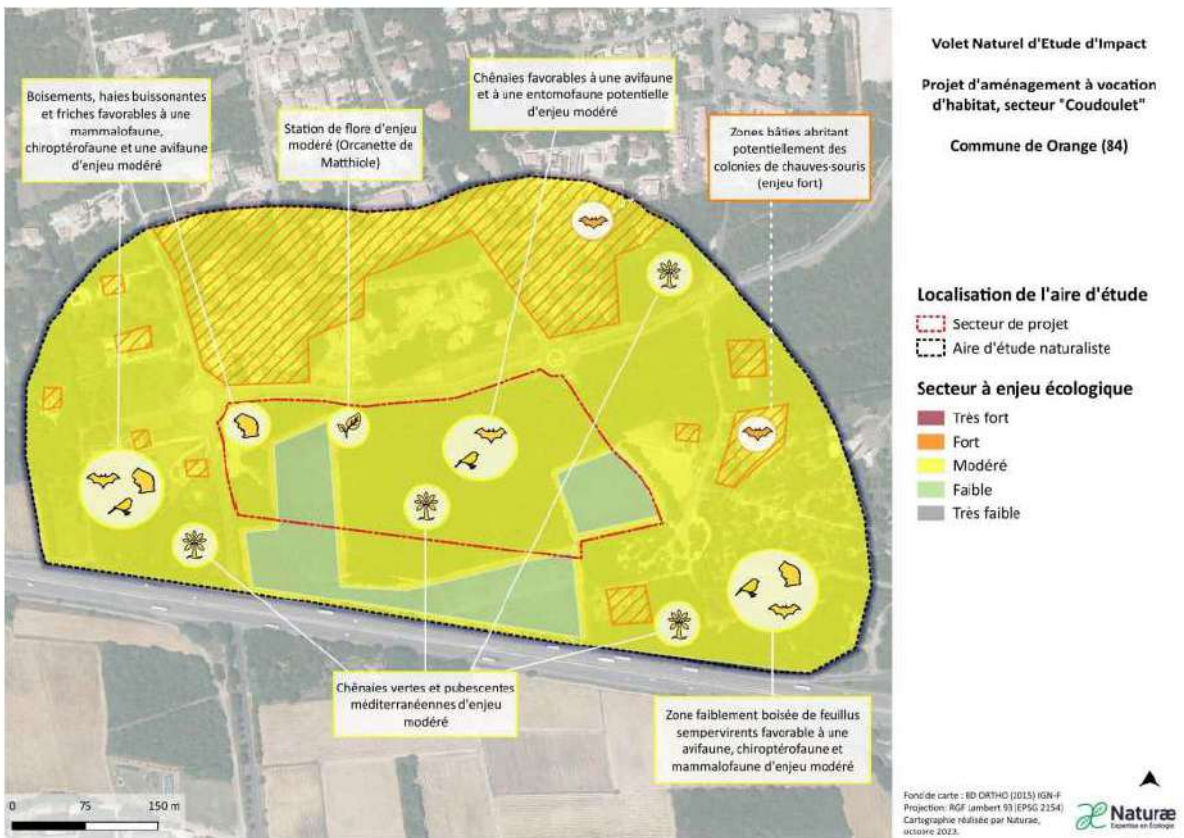 Boisements, haies buissonantes
et friches favorables à une
mammalofaune,
chiroptérofaune et une avifaune
d'enjeu modéré
Station de flore d'enjeu
modéré (Orcanette de
Matthiole)
Chênaies favorables à une avifaune
et à une entomofaune potentielle
d'enjeu modéré
Zones bâties abritant
potentiellement des
colonies de chauves-souris
(enjeu fort)
Chênaies vertes et pubescentes
méditerranéennes d'enjeu
modéré
Zone faiblement boisée de feuillus
sempervirents favorable à une
avifaune, chiroptérofaune et
mammalofaune d'enjeu modéré
0 75 150 m
Volet Naturel d'Etude d'Impact
Projet d'aménagement à vocation
d'habitat, secteur "Coudoulet"
Commune de Orange (84)
Localisation de l'aire d'étude
Secteur de projet
Aire d'étude naturaliste
Secteur à enjeu écologique
Très fort
Fort
Modéré
Faible
Très faible
Fond de carte : BD ORTHO (2015) IGN-F
Projection: RGF Lambert 93 (EPSG 2154)
Cartographie réalisée par Naturae,
octobre 2023.
Naturæ
Expertise en Écologie